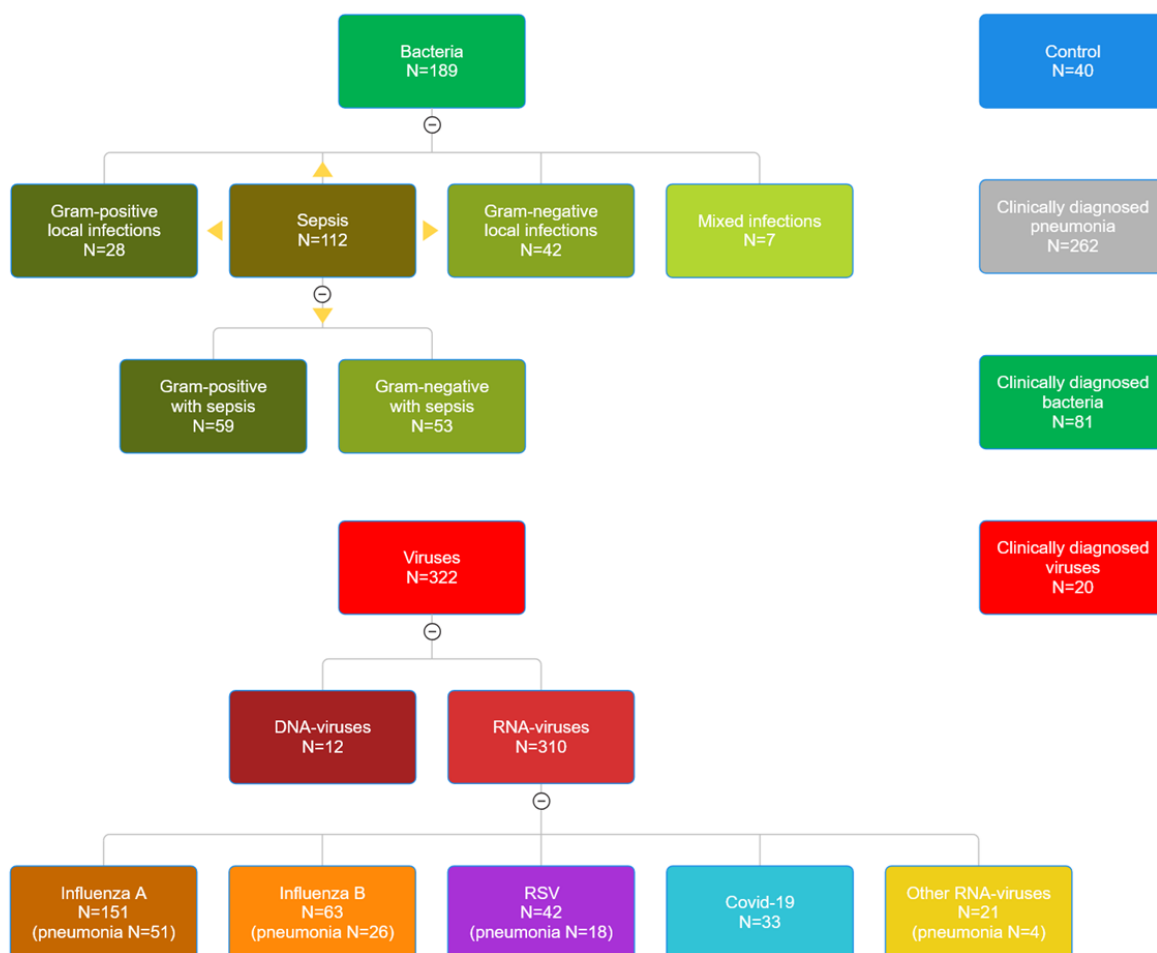 Bacteria
N=189
Control
N=40
Gram-positive
local infections
N=28
Sepsis
N=112
Gram-negative
local infections
N=42
Mixed infections
N=7
Clinically diagnosed
pneumonia
N=262
Gram-positive
with sepsis
N=59
Gram-negative
with sepsis
N=53
Clinically diagnosed
bacteria
N=81
Viruses
N=322
Clinically diagnosed
viruses
N=20
DNA-viruses
N=12
RNA-viruses
N=310
Influenza A
N=151
(pneumonia N=51)
Influenza B
N=63
(pneumonia N=26)
RSV
N=42
(pneumonia N=18)
Covid-19
N=33
Other RNA-viruses
N=21
(pneumonia N=4)